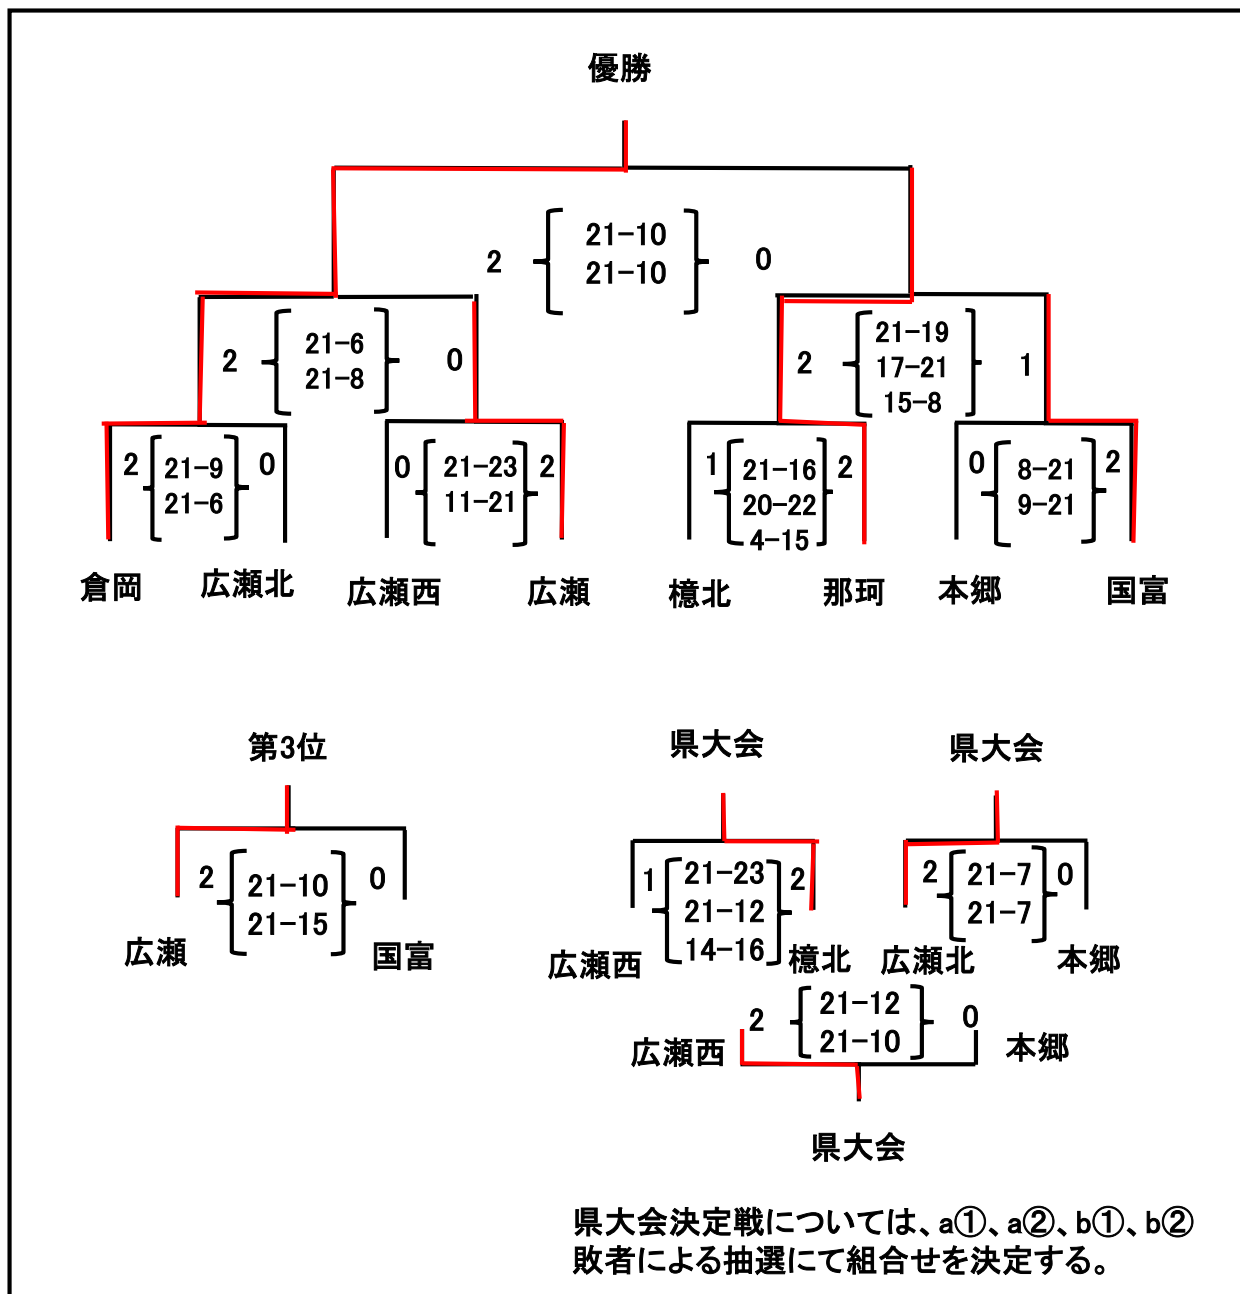 優勝
2 21-10 0
21-10
2 21-6 0
21-8
2 21-19 1
17-21
15-8
2 21-9 0
21-6
0 21-23 2
11-21
1 21-16 2
20-22
4-15
0 8-21 2
9-21
倉岡 広瀬北 広瀬西 広瀬 檍北 那珂 本郷 国富
第3位
2 21-10 0
21-15
広瀬 国富
県大会
1 21-23 2
21-12
14-16
広瀬西 檍北
県大会
2 21-7 0
21-7
広瀬北 本郷
2 21-12 0
21-10
広瀬西 本郷
県大会
県大会決定戦については、a①、a②、b①、b②
敗者による抽選にて組合せを決定する。